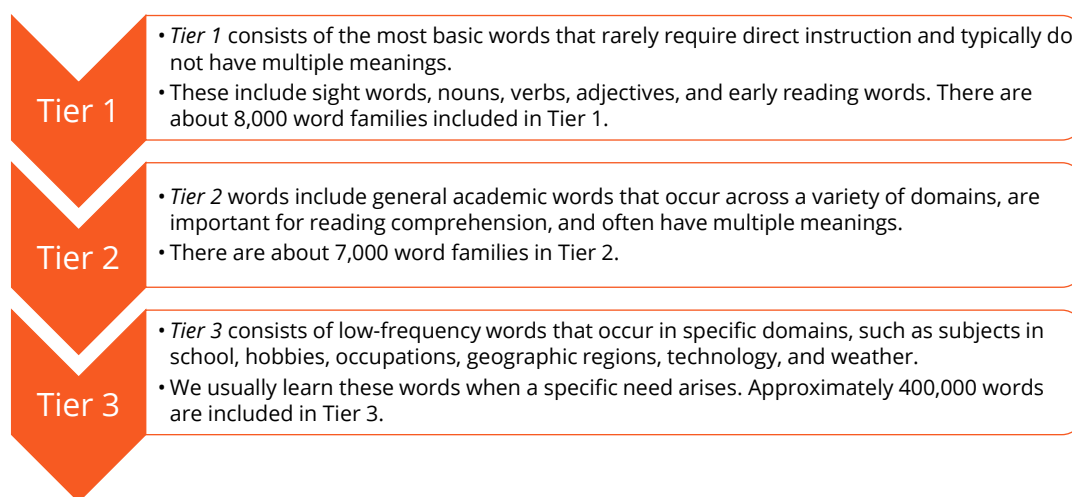 Tier 1
• Tier 1 consists of the most basic words that rarely require direct instruction and typically do
not have multiple meanings.
• These include sight words, nouns, verbs, adjectives, and early reading words. There are
about 8,000 word families included in Tier 1.
Tier 2
• Tier 2 words include general academic words that occur across a variety of domains, are
important for reading comprehension, and often have multiple meanings.
• There are about 7,000 word families in Tier 2.
Tier 3
• Tier 3 consists of low-frequency words that occur in specific domains, such as subjects in
school, hobbies, occupations, geographic regions, technology, and weather.
• We usually learn these words when a specific need arises. Approximately 400,000 words
are included in Tier 3.